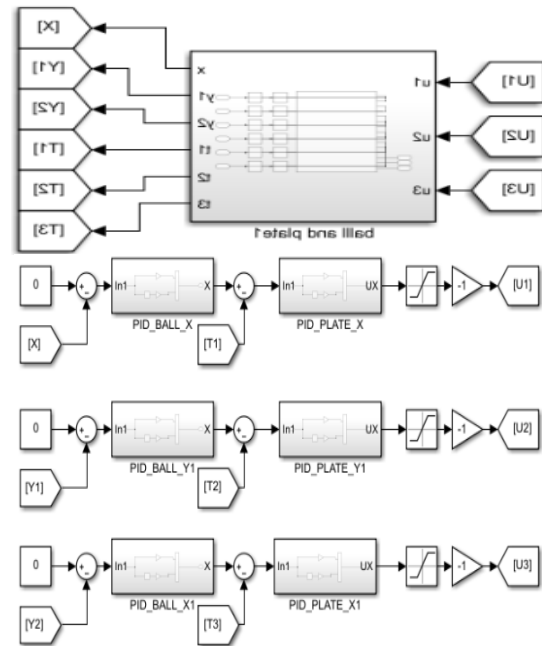 [X]
x
[Y1]
y1
u1
[U1]
[Y2]
y2
[T1]
t1
u2
[U2]
[T2]
t2
[T3]
t3
u3
[U3]
balll and plate1
0
+
-
In1
X
+
-
In1
UX
-1
[U1]
PID_BALL_X
PID_PLATE_X
[X]
[T1]
0
+
-
In1
X
+
-
In1
UX
-1
[U2]
PID_BALL_Y1
PID_PLATE_Y1
[Y1]
[T2]
0
+
-
In1
X
+
-
In1
UX
-1
[U3]
PID_BALL_X1
PID_PLATE_X1
[Y2]
[T3]